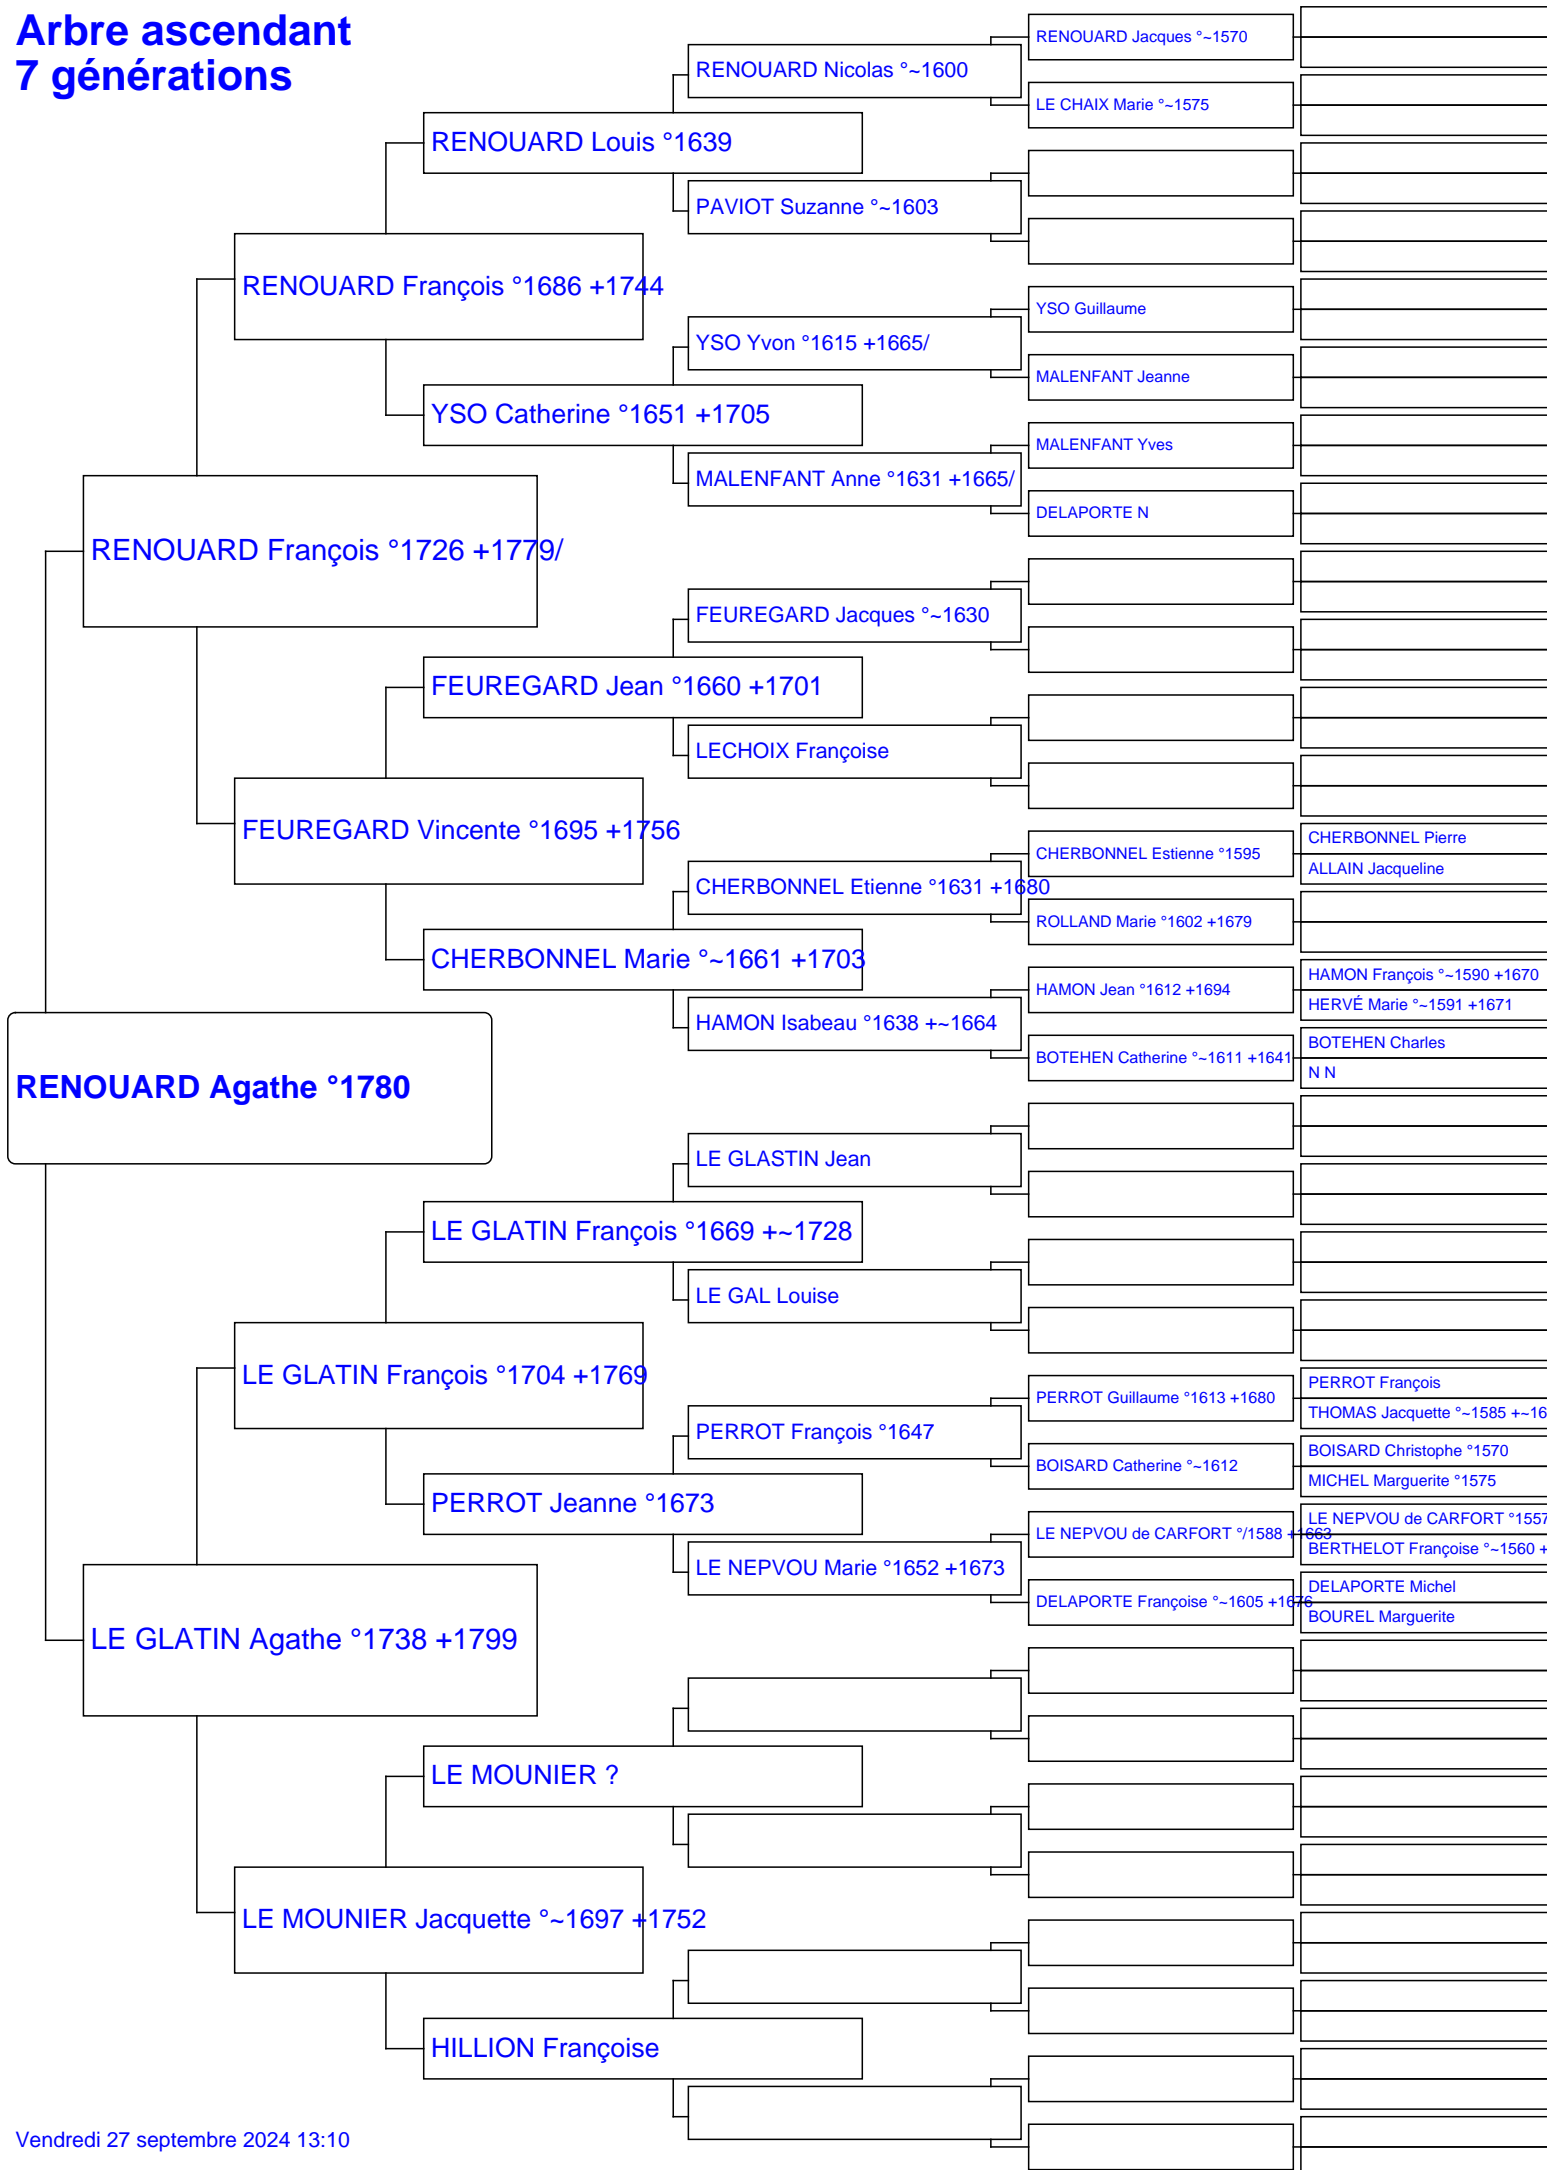 Arbre ascendant
7 générations
RENOUARD Jacques °~1570
RENOUARD Nicolas °~1600
LE CHAIX Marie °~1575
RENOUARD Louis °1639
PAVIOT Suzanne °~1603
RENOUARD François °1686 +1744
YSO Guillaume
YSO Yvon °1615 +1665/
MALENFANT Jeanne
YSO Catherine °1651 +1705
MALENFANT Yves
MALENFANT Anne °1631 +1665/
DELAPORTE N
RENOUARD François °1726 +1779/
FEUREGARD Jacques °~1630
FEUREGARD Jean °1660 +1701
LECHOIX Françoise
FEUREGARD Vincente °1695 +1756
CHERBONNEL Pierre
CHERBONNEL Estienne °1595
ALLAIN Jacqueline
CHERBONNEL Etienne °1631 +1680
ROLLAND Marie °1602 +1679
CHERBONNEL Marie °~1661 +1703
HAMON François °~1590 +1670
HAMON Jean °1612 +1694
HERVÉ Marie °~1591 +1671
HAMON Isabeau °1638 +~1664
BOTEHEN Charles
BOTEHEN Catherine °~1611 +1641
N N
RENOUARD Agathe °1780
LE GLASTIN Jean
LE GLATIN François °1669 +~1728
LE GAL Louise
LE GLATIN François °1704 +1769
PERROT François
PERROT Guillaume °1613 +1680
THOMAS Jacquette °~1585 +~16
PERROT François °1647
BOISARD Christophe °1570
BOISARD Catherine °~1612
MICHEL Marguerite °1575
PERROT Jeanne °1673
LE NEPVOU de CARFORT °1557
LE NEPVOU de CARFORT °/1588 +1663
BERTHELOT Françoise °~1560 +
LE NEPVOU Marie °1652 +1673
DELAPORTE Michel
DELAPORTE Françoise °~1605 +1676
BOUREL Marguerite
LE GLATIN Agathe °1738 +1799
LE MOUNIER ?
LE MOUNIER Jacquette °~1697 +1752
HILLION Françoise
Vendredi 27 septembre 2024 13:10